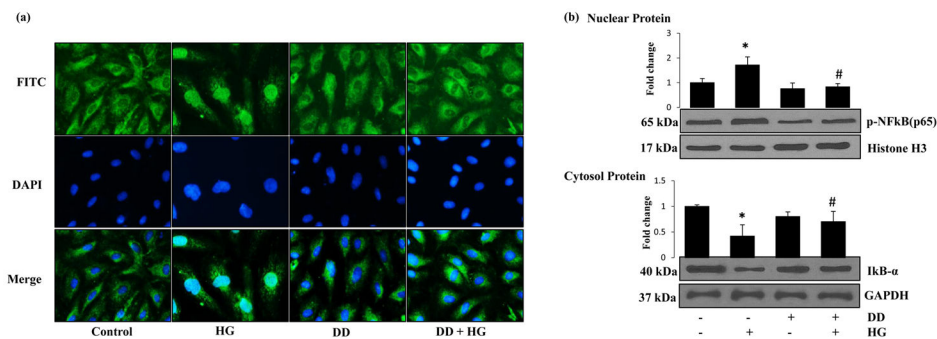 (a)
FITC
DAPI
Merge
Control HG DD DD + HG
(b) Nuclear Protein
Fold change
3
2
1
0
*
#
65 kDa p-NFkB(p65)
17 kDa Histone H3
Cytosol Protein
Fold change
1.5
1
0.5
0
*
#
40 kDa IkB-α
37 kDa GAPDH
- - + + DD
- + - + HG